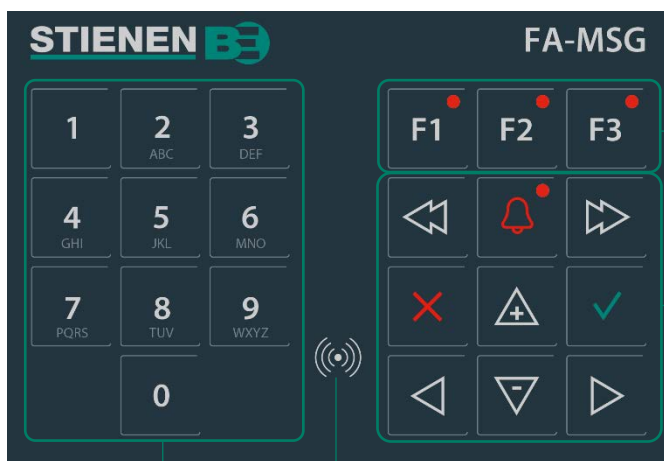 STIENEN BE FA-MSG
1 2 3 F1 F2 F3
ABC DEF
4 5 6
GHI JKL MNO
7 8 9
PQRS TUV WXYZ
0